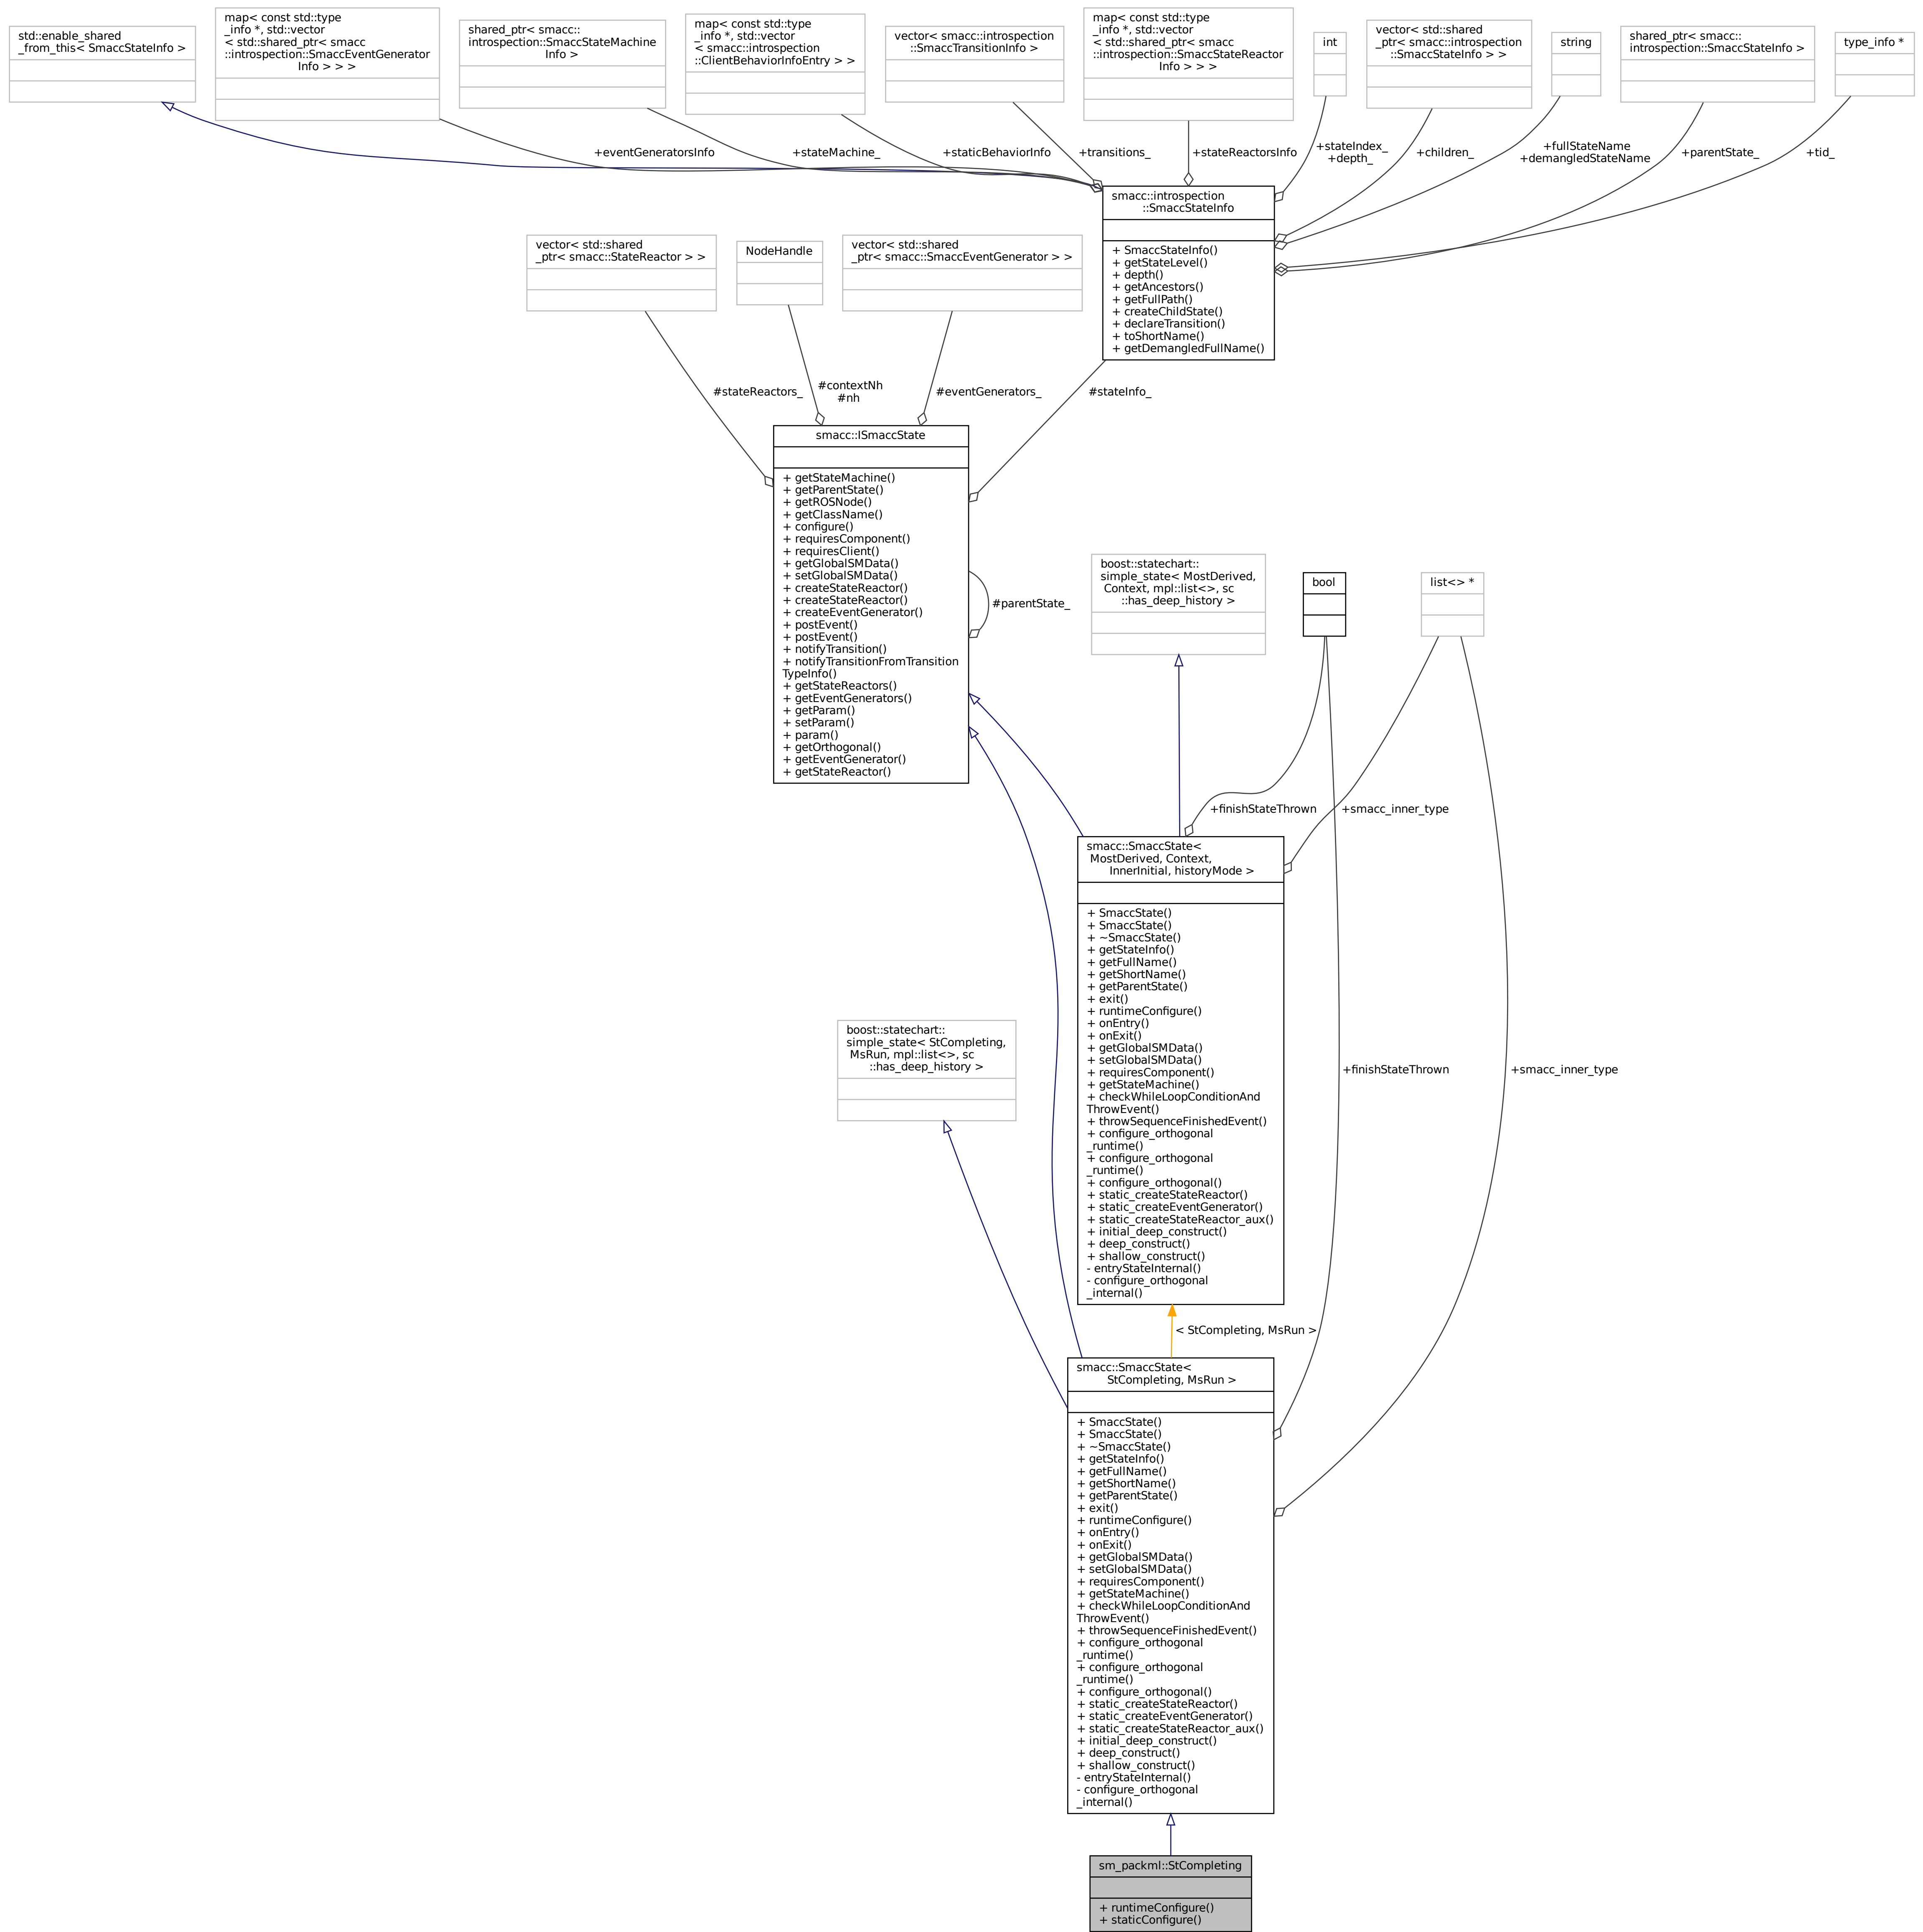 std::enable_shared
_from_this< SmaccStateInfo >
map< const std::type
_info *, std::vector
< std::shared_ptr< smacc
::introspection::SmaccEventGenerator
Info > > >
shared_ptr< smacc::
introspection::SmaccStateMachine
Info >
map< const std::type
_info *, std::vector
< smacc::introspection
::ClientBehaviorInfoEntry > >
vector< smacc::introspection
::SmaccTransitionInfo >
map< const std::type
_info *, std::vector
< std::shared_ptr< smacc
::introspection::SmaccStateReactor
Info > > >
int
vector< std::shared
_ptr< smacc::introspection
::SmaccStateInfo > >
string
shared_ptr< smacc::
introspection::SmaccStateInfo >
type_info *
+eventGeneratorsInfo
+stateMachine_
+staticBehaviorInfo
+transitions_
+stateReactorsInfo
+stateIndex_
+depth_
+children_
+fullStateName
+demangledStateName
+parentState_
+tid_
smacc::introspection
::SmaccStateInfo
+ SmaccStateInfo()
+ getStateLevel()
+ depth()
+ getAncestors()
+ getFullPath()
+ createChildState()
+ declareTransition()
+ toShortName()
+ getDemangledFullName()
vector< std::shared
_ptr< smacc::StateReactor > >
NodeHandle
vector< std::shared
_ptr< smacc::SmaccEventGenerator > >
#stateReactors_
#contextNh
#nh
#eventGenerators_
#stateInfo_
smacc::ISmaccState
+ getStateMachine()
+ getParentState()
+ getROSNode()
+ getClassName()
+ configure()
+ requiresComponent()
+ requiresClient()
+ getGlobalSMData()
+ setGlobalSMData()
+ createStateReactor()
+ createStateReactor()
+ createEventGenerator()
+ postEvent()
+ postEvent()
+ notifyTransition()
+ notifyTransitionFromTransition
TypeInfo()
+ getStateReactors()
+ getEventGenerators()
+ getParam()
+ setParam()
+ param()
+ getOrthogonal()
+ getEventGenerator()
+ getStateReactor()
#parentState_
boost::statechart::
simple_state< MostDerived,
Context, mpl::list<>, sc
::has_deep_history >
bool
list<> *
+finishStateThrown
+smacc_inner_type
smacc::SmaccState<
MostDerived, Context,
InnerInitial, historyMode >
+ SmaccState()
+ SmaccState()
+ ~SmaccState()
+ getStateInfo()
+ getFullName()
+ getShortName()
+ getParentState()
+ exit()
+ runtimeConfigure()
+ onEntry()
+ onExit()
+ getGlobalSMData()
+ setGlobalSMData()
+ requiresComponent()
+ getStateMachine()
+ checkWhileLoopConditionAnd
ThrowEvent()
+ throwSequenceFinishedEvent()
+ configure_orthogonal
_runtime()
+ configure_orthogonal
_runtime()
+ configure_orthogonal()
+ static_createStateReactor()
+ static_createEventGenerator()
+ static_createStateReactor_aux()
+ initial_deep_construct()
+ deep_construct()
+ shallow_construct()
- entryStateInternal()
- configure_orthogonal
_internal()
boost::statechart::
simple_state< StCompleting,
MsRun, mpl::list<>, sc
::has_deep_history >
+finishStateThrown
+smacc_inner_type
< StCompleting, MsRun >
smacc::SmaccState<
StCompleting, MsRun >
+ SmaccState()
+ SmaccState()
+ ~SmaccState()
+ getStateInfo()
+ getFullName()
+ getShortName()
+ getParentState()
+ exit()
+ runtimeConfigure()
+ onEntry()
+ onExit()
+ getGlobalSMData()
+ setGlobalSMData()
+ requiresComponent()
+ getStateMachine()
+ checkWhileLoopConditionAnd
ThrowEvent()
+ throwSequenceFinishedEvent()
+ configure_orthogonal
_runtime()
+ configure_orthogonal
_runtime()
+ configure_orthogonal()
+ static_createStateReactor()
+ static_createEventGenerator()
+ static_createStateReactor_aux()
+ initial_deep_construct()
+ deep_construct()
+ shallow_construct()
- entryStateInternal()
- configure_orthogonal
_internal()
sm_packml::StCompleting
+ runtimeConfigure()
+ staticConfigure()